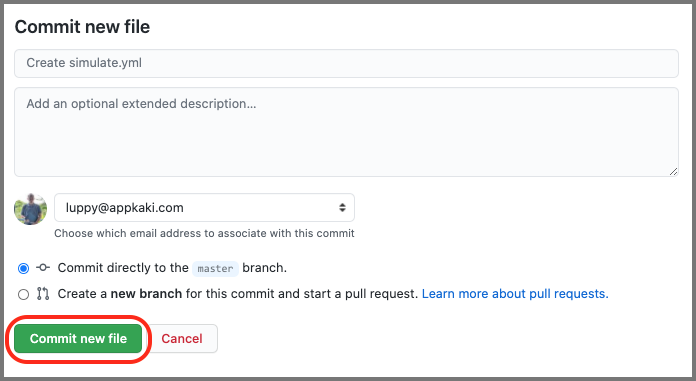 Commit new file
Create simulate.yml
Add an optional extended description...
luppy@appkaki.com
Choose which email address to associate with this commit
Commit directly to the master branch.
Create a new branch for this commit and start a pull request. Learn more about pull requests.
Commit new file Cancel